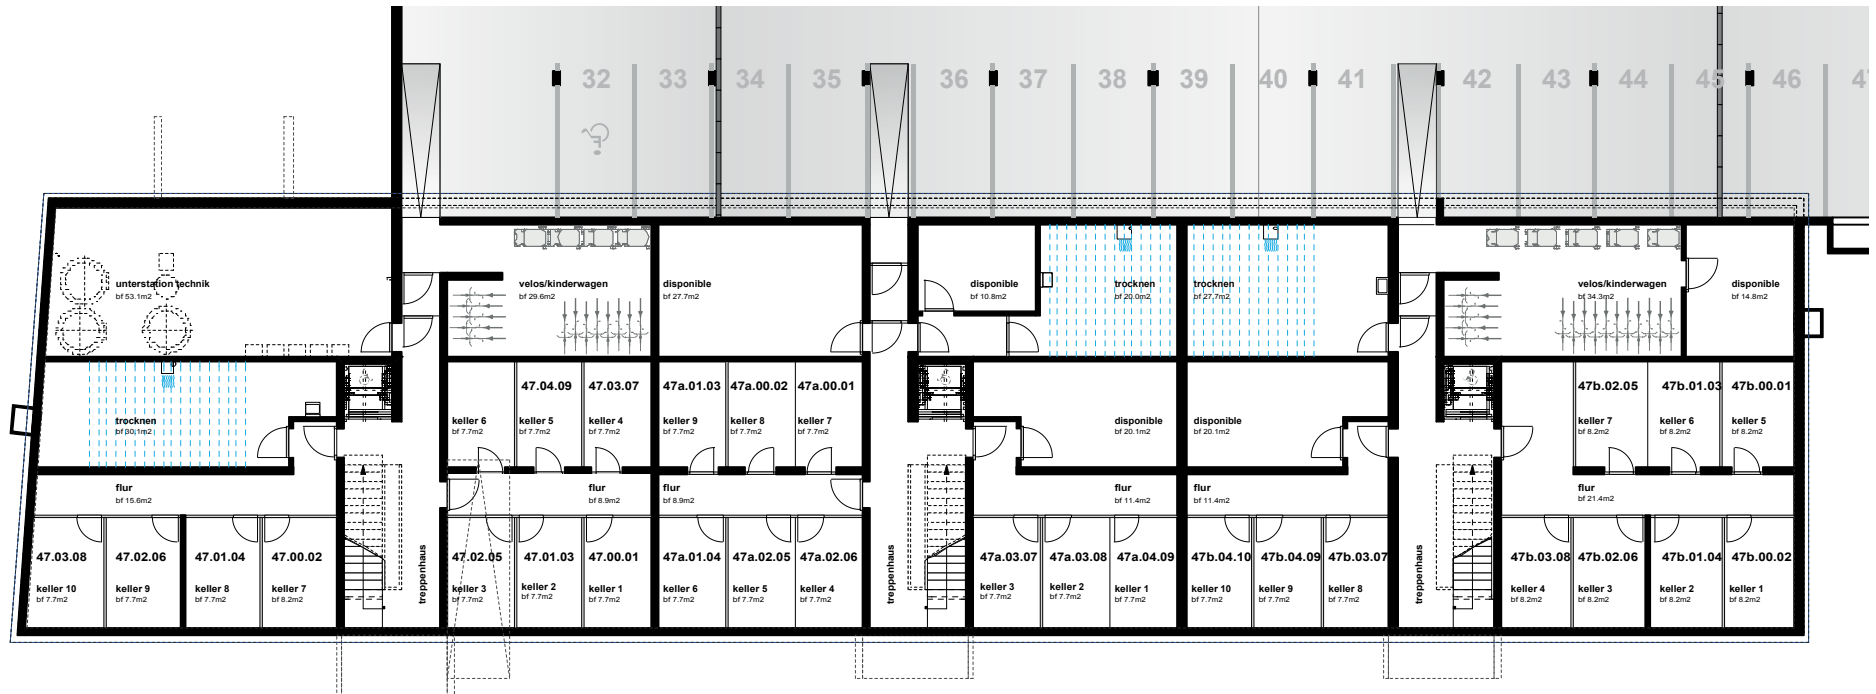 32
33
34
35
36
37
38
39
40
41
42
43
44
45
46
unterstation technik
bf 53.1m2
velos/kinderwagen
bf 29.6m2
disponible
bf 27.7m2
disponible
bf 10.8m2
trocknen
bf 20.0m2
trocknen
bf 27.7m2
velos/kinderwagen
bf 34.3m2
disponible
bf 14.8m2
trocknen
bf 30.1m2
keller 6
bf 7.7m2
47.04.09
keller 5
bf 7.7m2
47.03.07
keller 4
bf 7.7m2
47a.01.03
keller 9
bf 7.7m2
47a.00.02
keller 8
bf 7.7m2
47a.00.01
keller 7
bf 7.7m2
disponible
bf 20.1m2
disponible
bf 20.1m2
47b.02.05
keller 7
bf 8.2m2
47b.01.03
keller 6
bf 8.2m2
47b.00.01
keller 5
bf 8.2m2
flur
bf 15.6m2
flur
bf 8.9m2
flur
bf 8.9m2
flur
bf 11.4m2
flur
bf 11.4m2
flur
bf 21.4m2
47.03.08
keller 10
bf 7.7m2
47.02.06
keller 9
bf 7.7m2
47.01.04
keller 8
bf 7.7m2
47.00.02
keller 7
bf 8.2m2
treppenhaus
47.02.05
keller 3
bf 7.7m2
47.01.03
keller 2
bf 7.7m2
47.00.01
keller 1
bf 7.7m2
47a.01.04
keller 6
bf 7.7m2
47a.02.05
keller 5
bf 7.7m2
47a.02.06
keller 4
bf 7.7m2
treppenhaus
47a.03.07
keller 3
bf 7.7m2
47a.03.08
keller 2
bf 7.7m2
47a.04.09
keller 1
bf 7.7m2
47b.04.10
keller 10
bf 7.7m2
47b.04.09
keller 9
bf 7.7m2
47b.03.07
keller 8
bf 7.7m2
treppenhaus
47b.03.08
keller 4
bf 8.2m2
47b.02.06
keller 3
bf 8.2m2
47b.01.04
keller 2
bf 8.2m2
47b.00.02
keller 1
bf 8.2m2